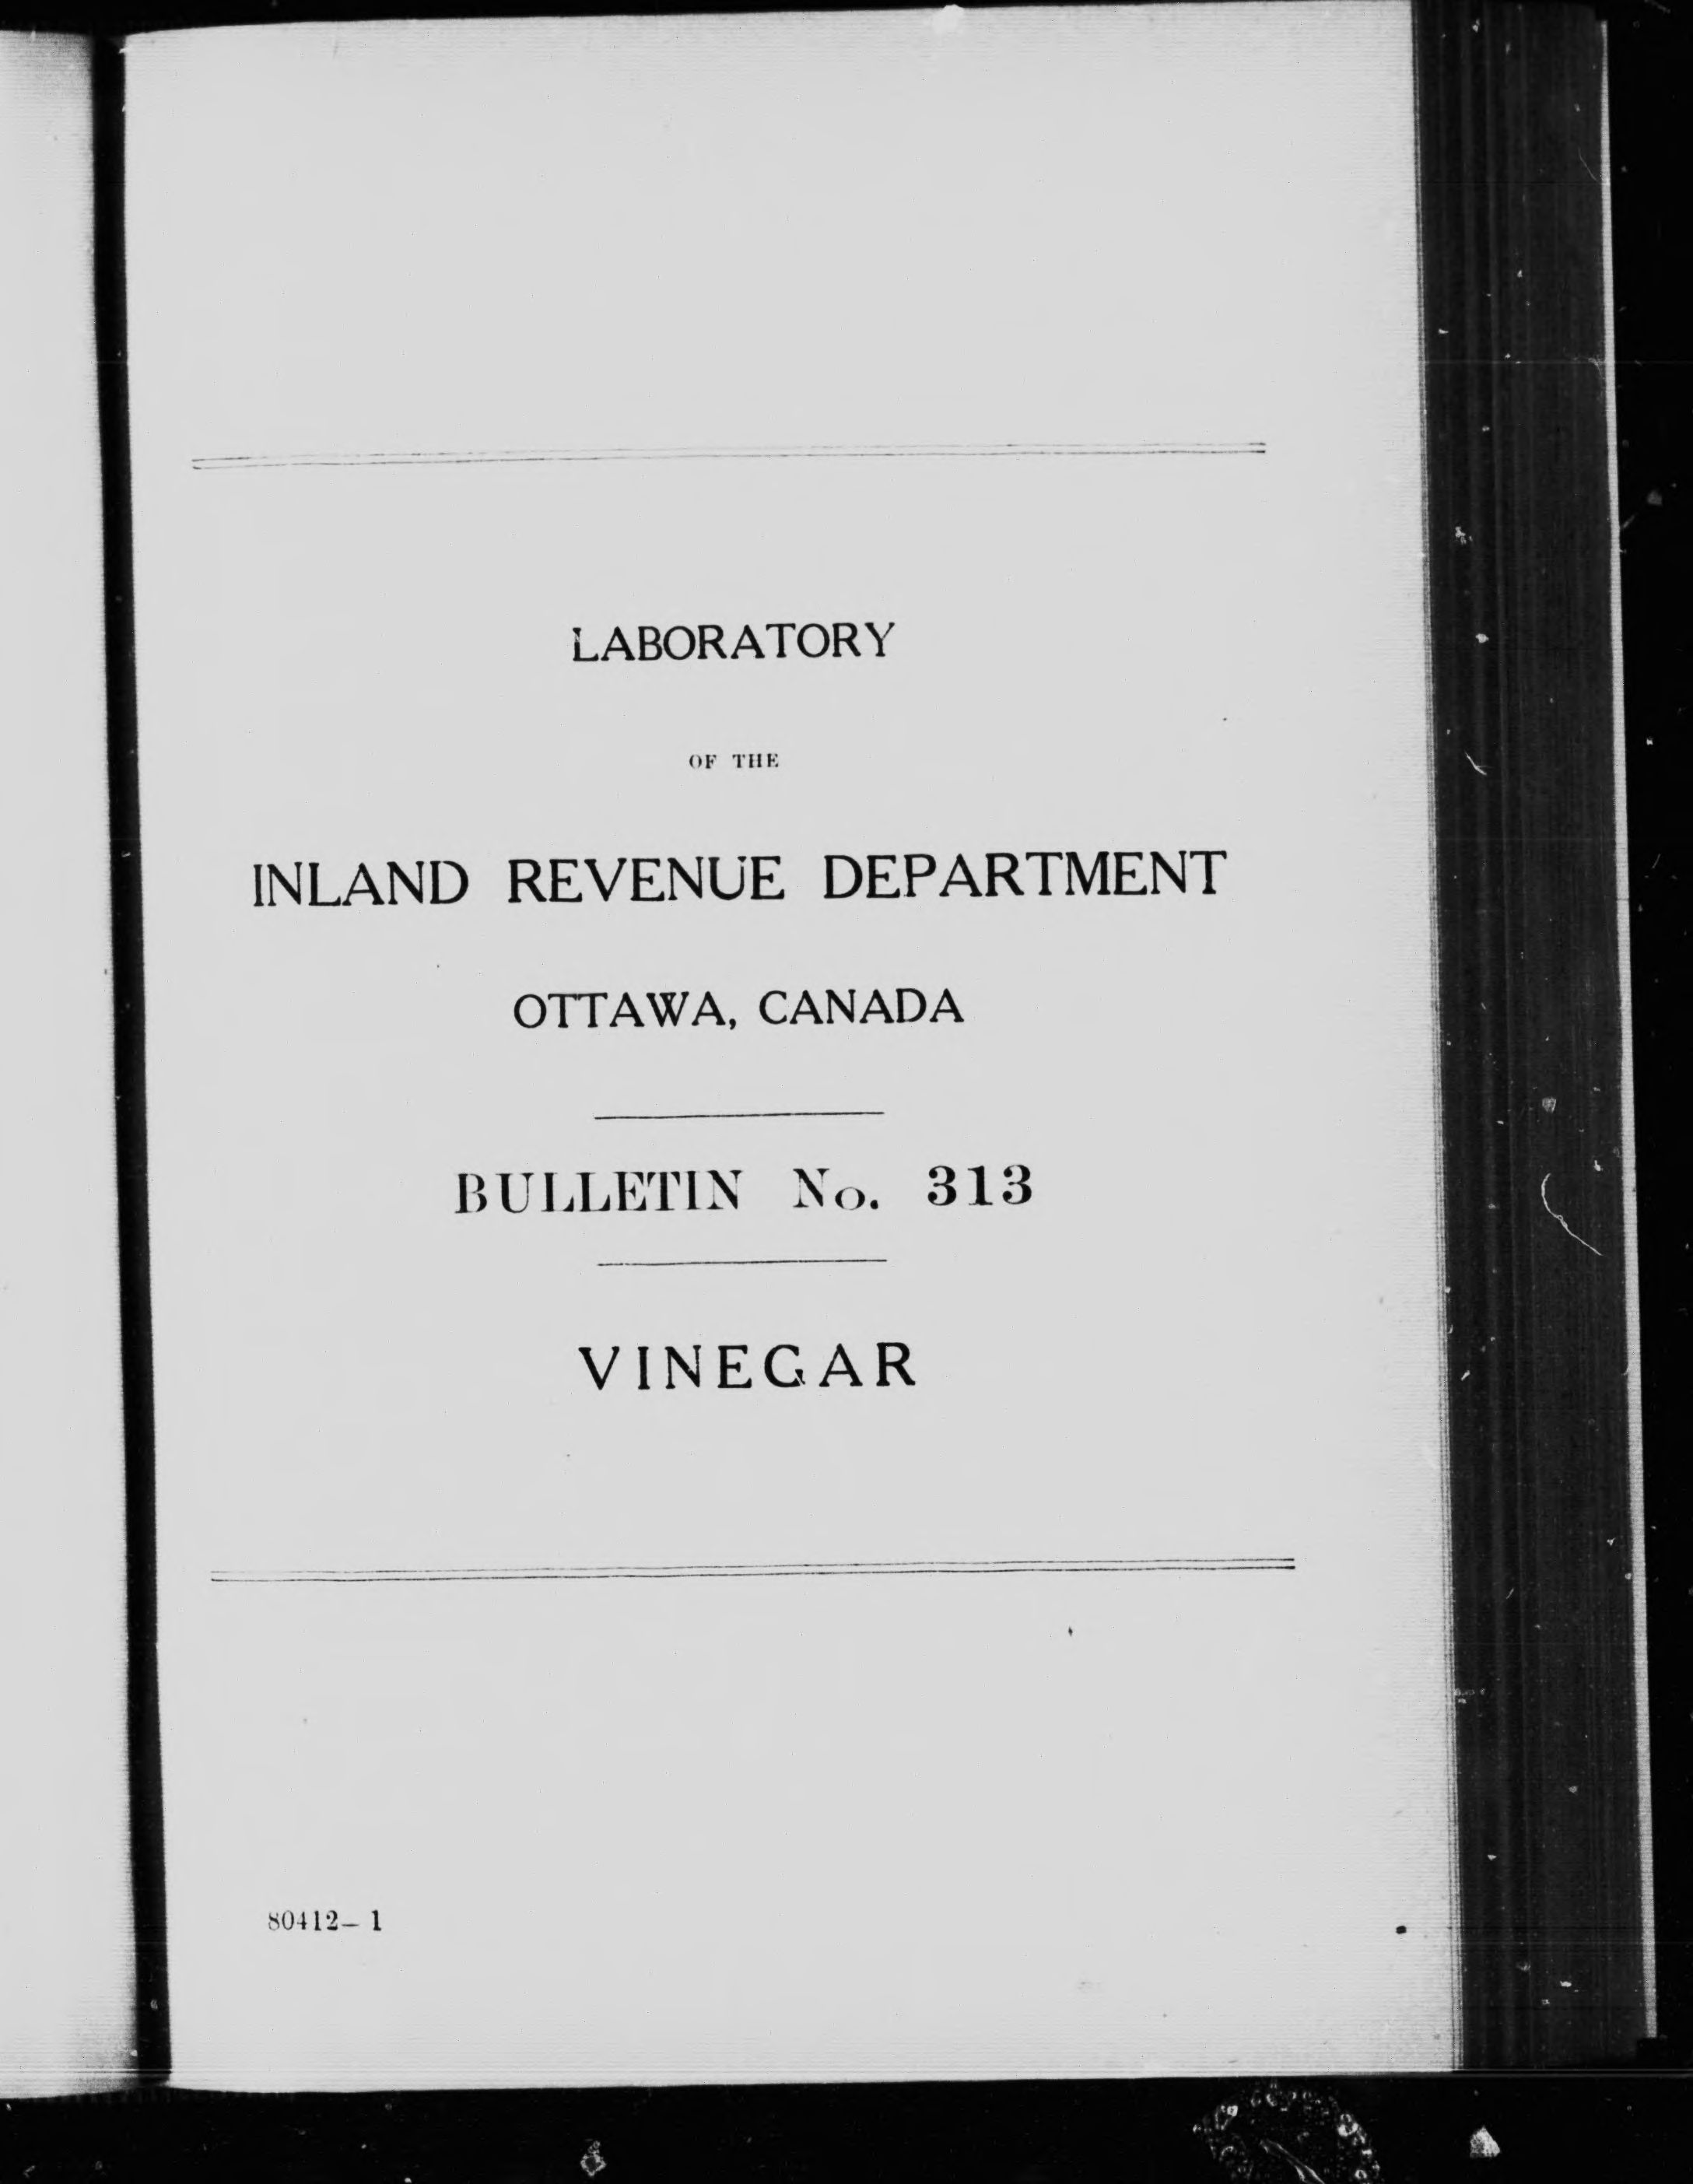 LABORATORY
OF THE
INLAND REVENUE DEPARTMENT
OTTAWA, CANADA
BULLETIN No. 313
VINEGAR
80412–1